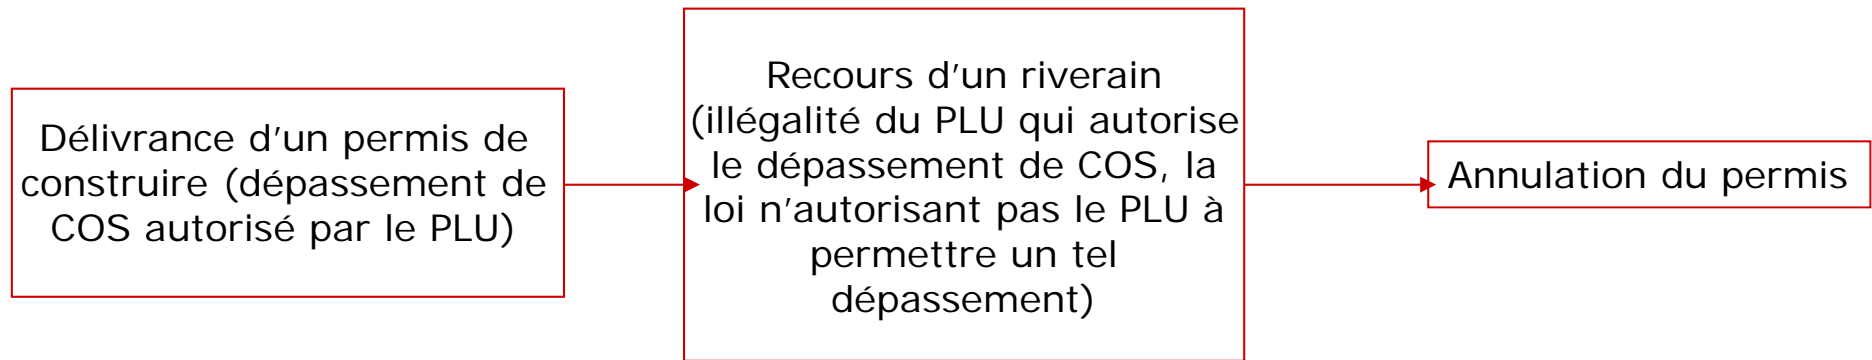 Délivrance d’un permis de
construire (dépassement de
COS autorisé par le PLU)
Recours d’un riverain
(illégalité du PLU qui autorise
le dépassement de COS, la
loi n’autorisant pas le PLU à
permettre un tel
dépassement)
Annulation du permis